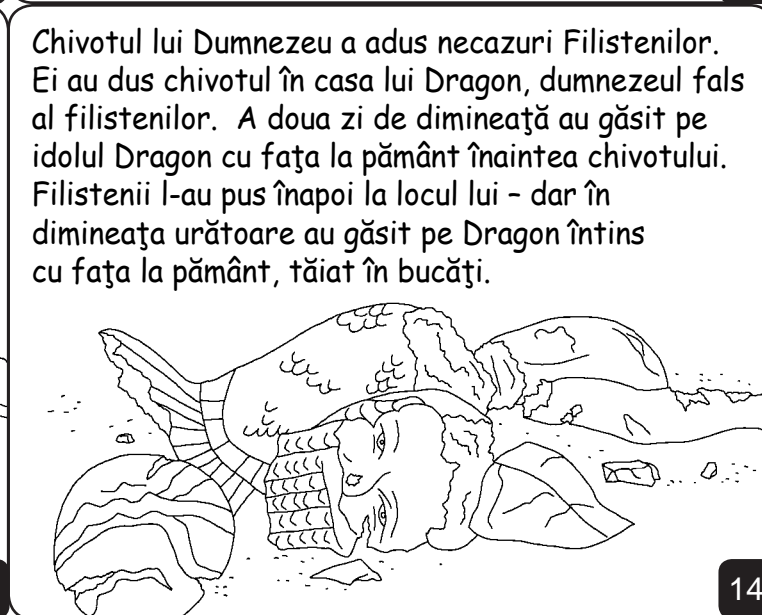 Chivotul lui Dumnezeu a adus necazuri Filistenilor.
Ei au dus chivotul în casa lui Dragon, dumnezeul fals
al filistenilor. A doua zi de dimineaţă au găsit pe
idolul Dragon cu faţa la pământ înaintea chivotului.
Filistenii l-au pus înapoi la locul lui - dar în
dimineaţa urătoare au găsit pe Dragon întins
cu faţa la pământ, tăiat în bucăţi.
14